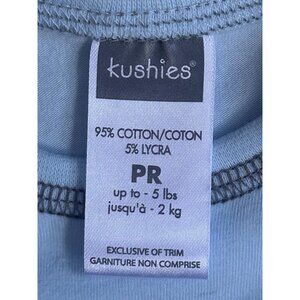 kushies®
95% COTTON/COTON
5% LYCRA
PR
up to - 5 lbs
jusqu'à - 2 kg
EXCLUSIVE OF TRIM
GARNITURE NON COMPRISE